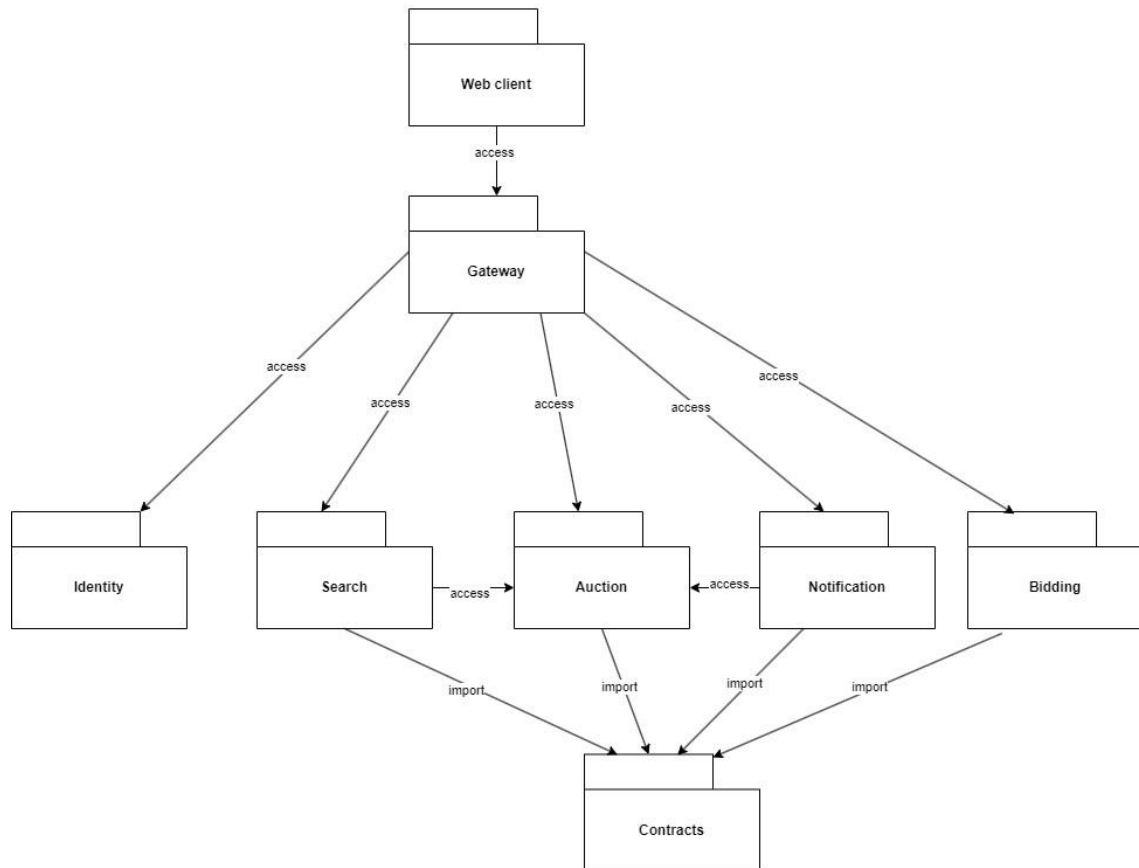 Web client
access
Gateway
access
access
access
access
access
Identity
Search
access
Auction
access
Notification
Bidding
import
import
import
import
Contracts